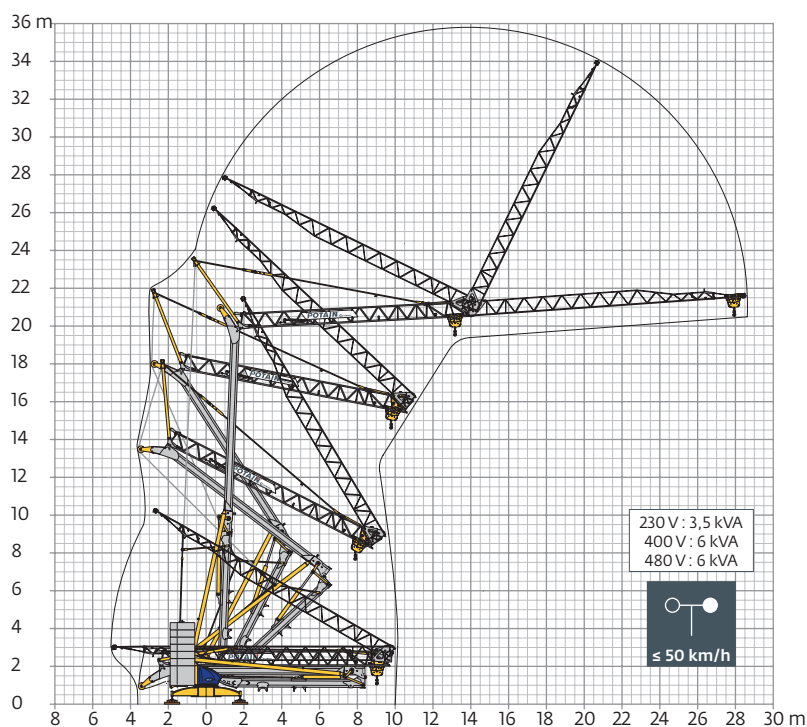 36 m
34
32
30
28
26
24
22
20
18
16
14
12
10
8
6
4
2
0
POTAIN
POTAIN
POTAIN
POTAIN
230 V : 3,5 kVA
400 V : 6 kVA
480 V : 6 kVA
≤ 50 km/h
8 6 4 2 0 2 4 6 8 10 12 14 16 18 20 22 24 26 28 30 m